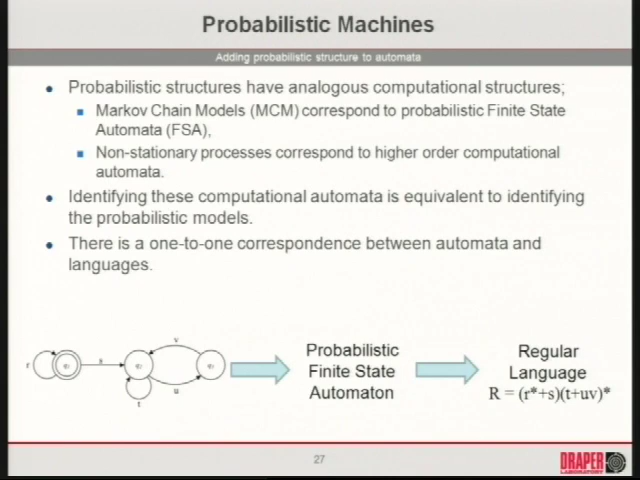 Probabilistic Machines
Adding probabilistic structure to automata
Probabilistic structures have analogous computational structures;
Markov Chain Models (MCM) correspond to probabilistic Finite State
Automata (FSA),
Non-stationary processes correspond to higher order computational
automata.
Identifying these computational automata is equivalent to identifying
the probabilistic models.
There is a one-to-one correspondence between automata and
languages.
r
s
t
v
u
Probabilistic
Finite State
Automaton
Regular
Language
R = (r*+s)(t+uv)*
27
DRAPER
LABORATORY